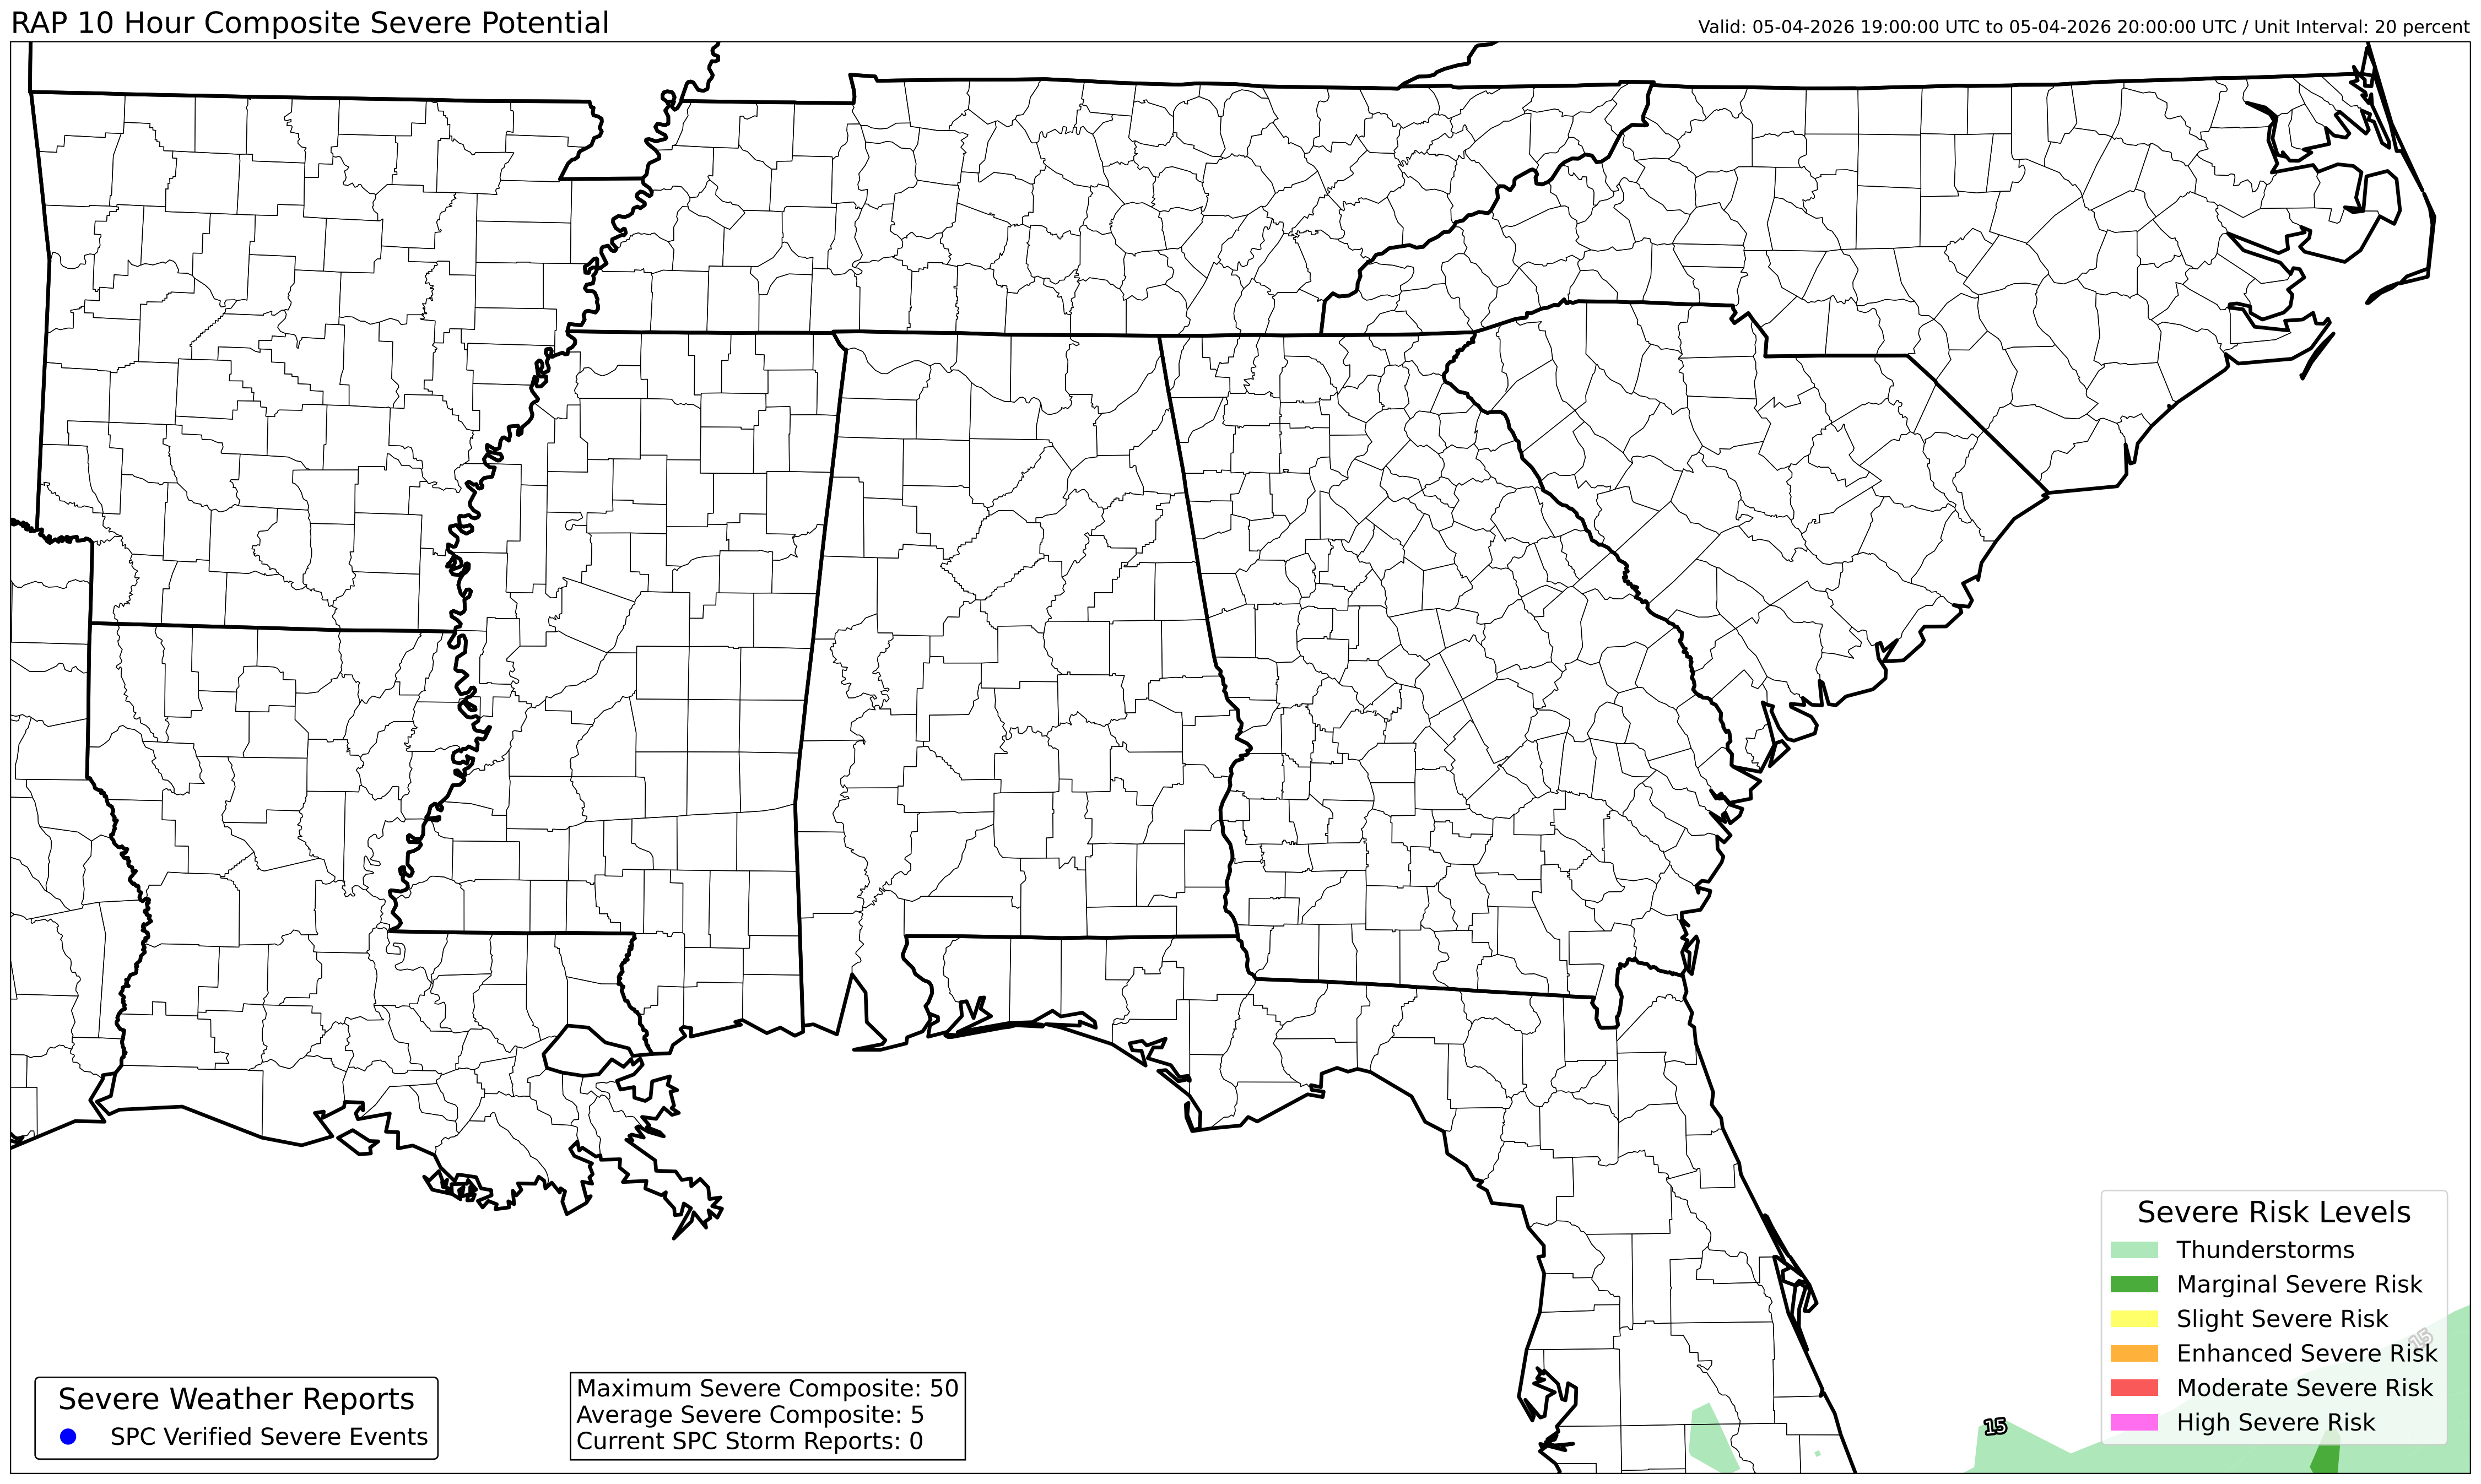 RAP 10 Hour Composite Severe Potential
Valid: 05-04-2026 19:00:00 UTC to 05-04-2026 20:00:00 UTC / Unit Interval: 20 percent
Severe Risk Levels
Thunderstorms
Marginal Severe Risk
Slight Severe Risk
15
Enhanced Severe Risk
Moderate Severe Risk
High Severe Risk
15
Severe Weather Reports
SPC Verified Severe Events
Maximum Severe Composite: 50
Average Severe Composite: 5
Current SPC Storm Reports: 0